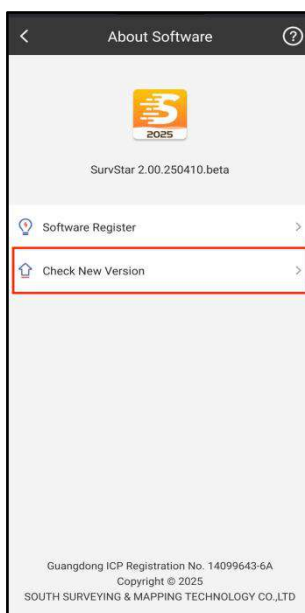 About Software
2025
SurvStar 2.00.250410.beta
Software Register
Check New Version
Guangdong ICP Registration No. 14099643-6A
Copyright © 2025
SOUTH SURVEYING & MAPPING TECHNOLOGY CO.,LTD